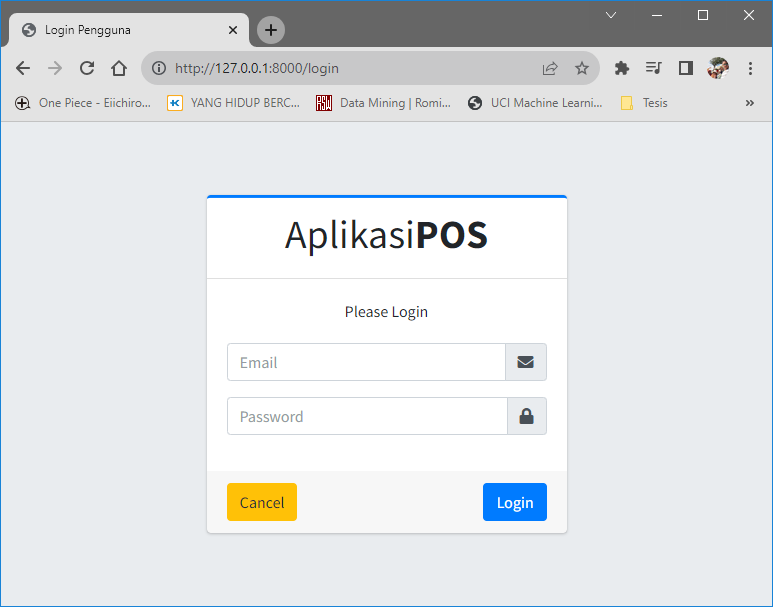 Login Pengguna
http://127.0.0.1:8000/login
One Piece - Eiichiro... YANG HIDUP BERC... Data Mining | Romi... UCI Machine Learni... Tesis
AplikasiPOS
Please Login
Email
Password
Cancel Login